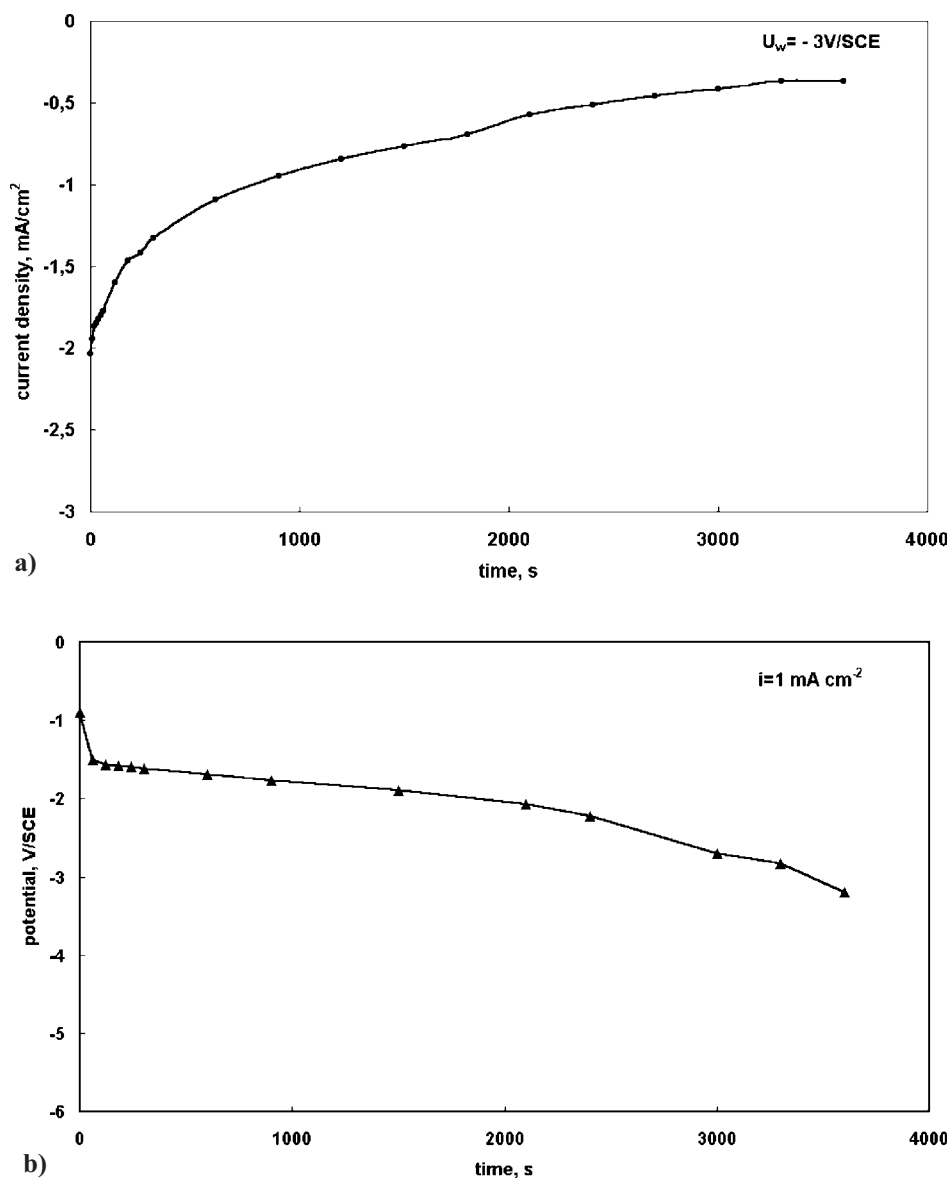 0
-0,5
-1
-1,5
-2
-2,5
-3
current density, mA/cm²
U_w= - 3V/SCE
0 1000 2000 3000 4000
time, s
a)
0
-1
-2
-3
-4
-5
-6
potential, V/SCE
i=1 mA cm⁻²
0 1000 2000 3000 4000
time, s
b)